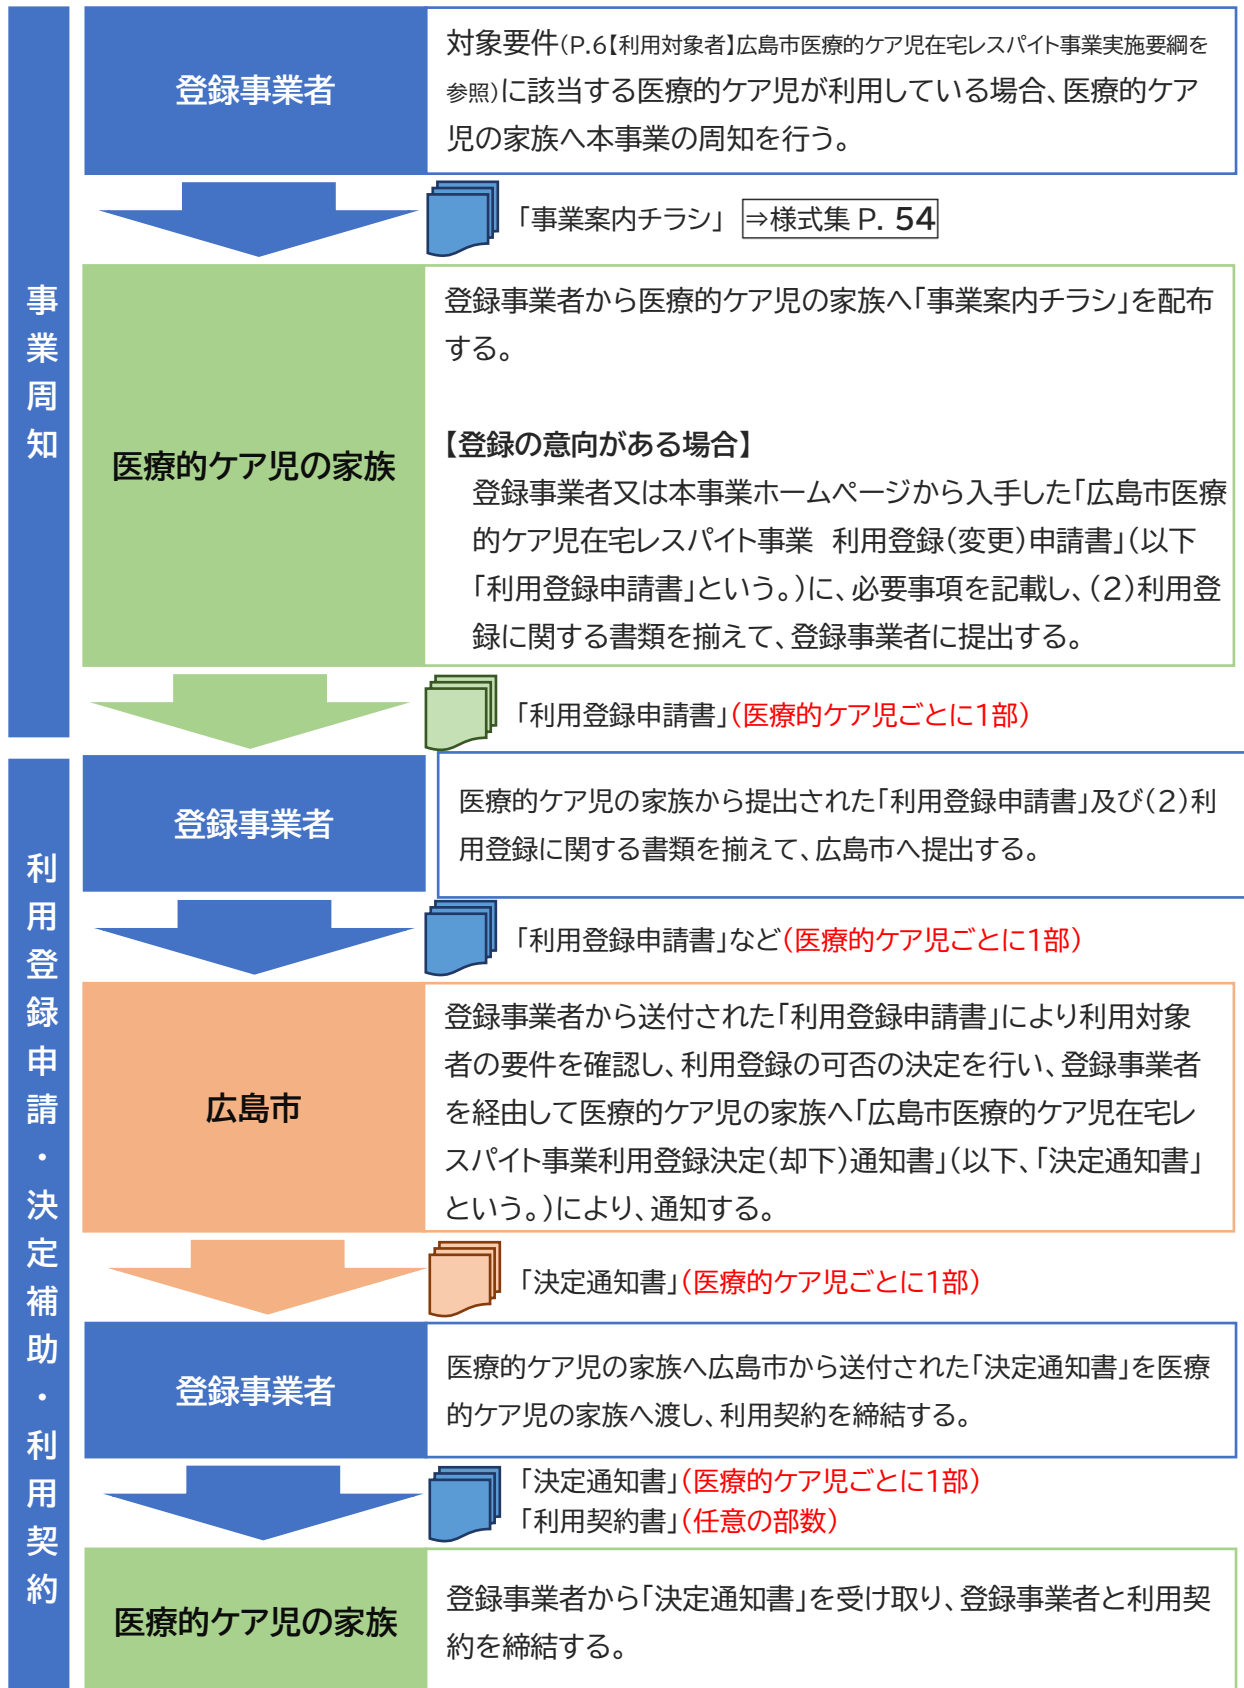 事業周知
登録事業者
対象要件(P.6【利用対象者】広島市医療的ケア児在宅レスパイト事業実施要綱を
参照)に該当する医療的ケア児が利用している場合、医療的ケア
児の家族へ本事業の周知を行う。
「事業案内チラシ」 ⇒様式集 P. 54
医療的ケア児の家族
登録事業者から医療的ケア児の家族へ「事業案内チラシ」を配布
する。
【登録の意向がある場合】
登録事業者又は本事業ホームページから入手した「広島市医療
的ケア児在宅レスパイト事業 利用登録(変更)申請書」(以下
「利用登録申請書」という。)に、必要事項を記載し、(2)利用登
録に関する書類を揃えて、登録事業者に提出する。
「利用登録申請書」(医療的ケア児ごとに1部)
利用登録申請・決定補助・利用契約
登録事業者
医療的ケア児の家族から提出された「利用登録申請書」及び(2)利
用登録に関する書類を揃えて、広島市へ提出する。
「利用登録申請書」など(医療的ケア児ごとに1部)
広島市
登録事業者から送付された「利用登録申請書」により利用対象
者の要件を確認し、利用登録の可否の決定を行い、登録事業者
を経由して医療的ケア児の家族へ「広島市医療的ケア児在宅レ
スパイト事業利用登録決定(却下)通知書」(以下、「決定通知書」
という。)により、通知する。
「決定通知書」(医療的ケア児ごとに1部)
登録事業者
医療的ケア児の家族へ広島市から送付された「決定通知書」を医療
的ケア児の家族へ渡し、利用契約を締結する。
「決定通知書」(医療的ケア児ごとに1部)
「利用契約書」(任意の部数)
医療的ケア児の家族
登録事業者から「決定通知書」を受け取り、登録事業者と利用契
約を締結する。